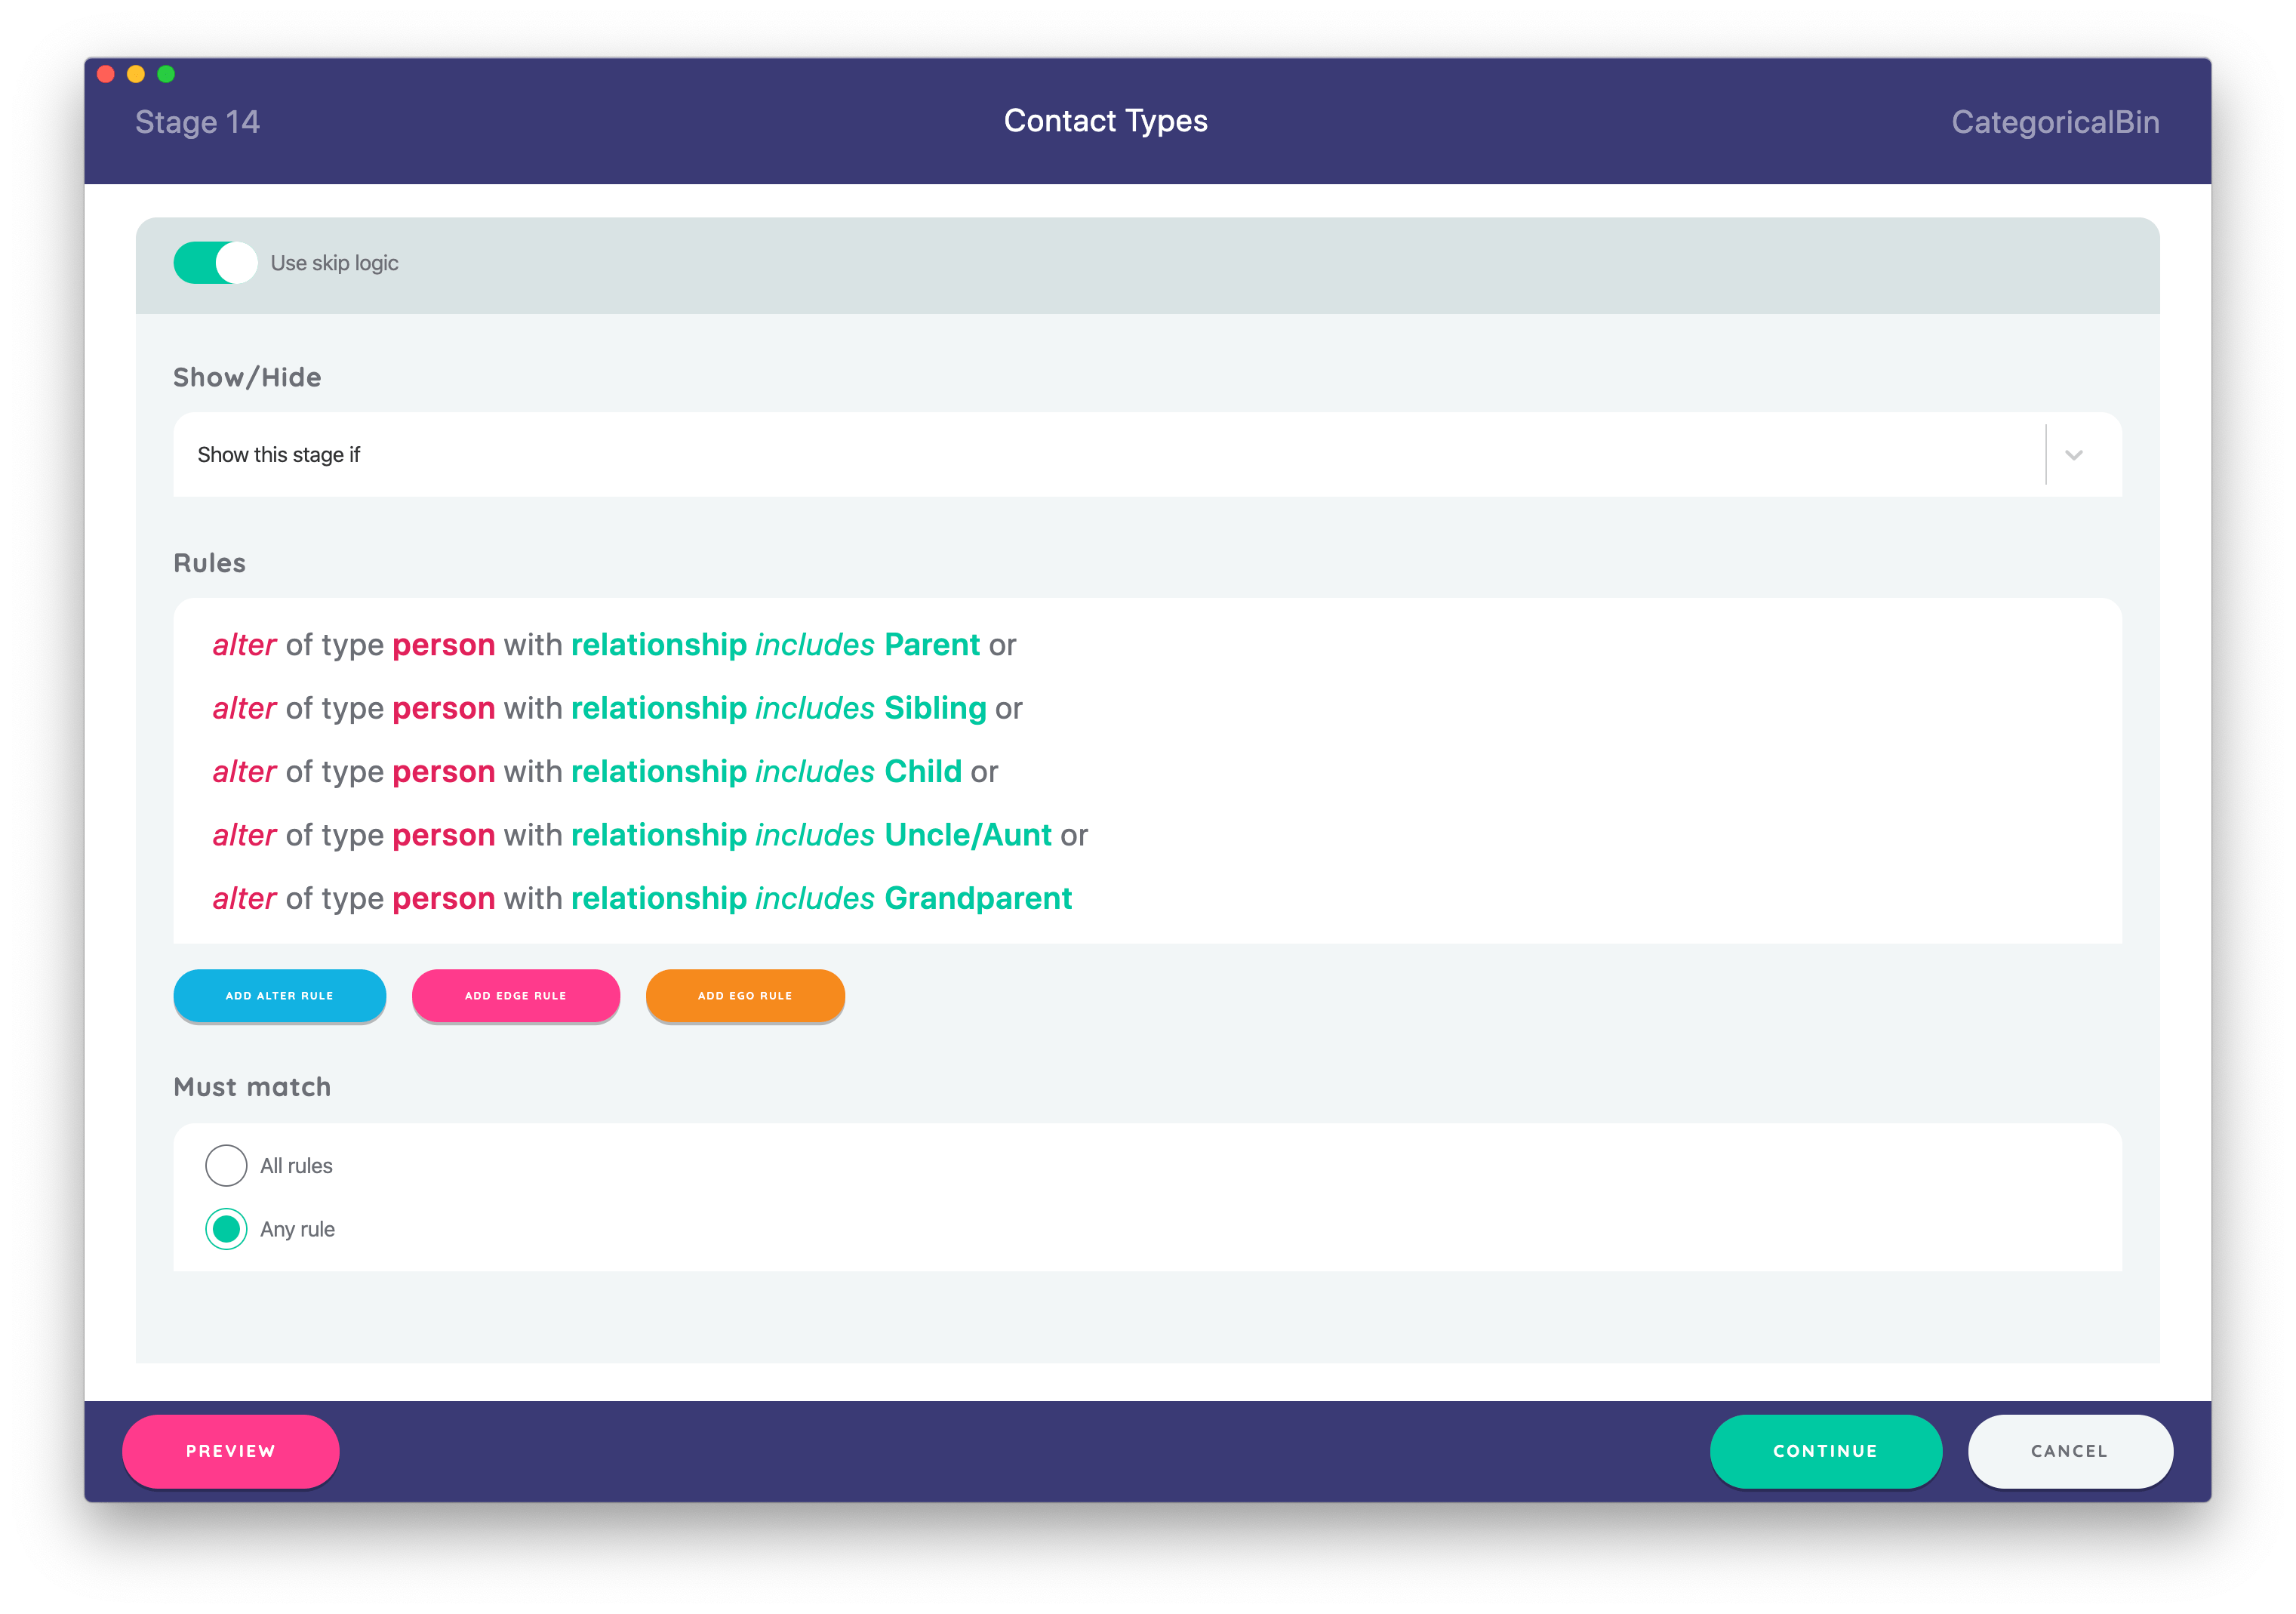 Stage 14
Contact Types
CategoricalBin
Use skip logic
Show/Hide
Show this stage if
Rules
alter of type person with relationship includes Parent or
alter of type person with relationship includes Sibling or
alter of type person with relationship includes Child or
alter of type person with relationship includes Uncle/Aunt or
alter of type person with relationship includes Grandparent
ADD ALTER RULE
ADD EDGE RULE
ADD EGO RULE
Must match
All rules
Any rule
PREVIEW
CONTINUE
CANCEL